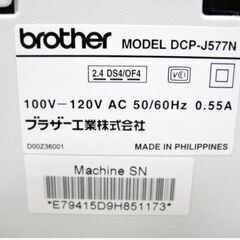 brother MODEL DCP-J577N
2.4 DS4/OF4
VCI
100V-120V AC 50/60Hz 0.55A
ブラザー工業株式会社
D00Z36001
MADE IN PHILIPPINES
Machine SN
*E79415D9H851173*